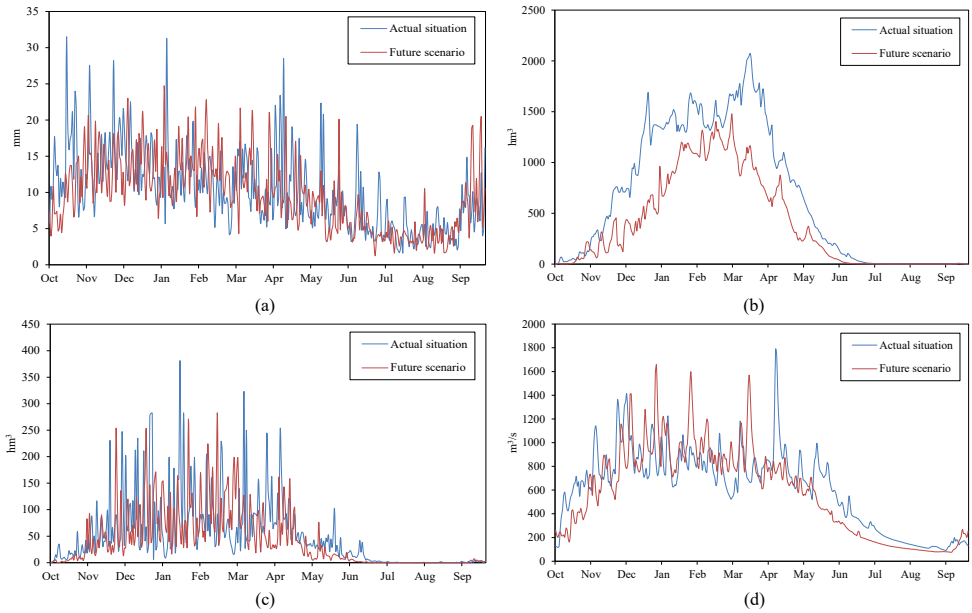 35
30
25
20
15
10
5
0
mm
Actual situation
Future scenario
Oct Nov Dec Jan Feb Mar Apr May Jun Jul Aug Sep
(a)
2500
2000
1500
1000
500
0
hm³
Actual situation
Future scenario
Oct Nov Dec Jan Feb Mar Apr May Jun Jul Aug Sep
(b)
450
400
350
300
250
200
150
100
50
0
hm³
Actual situation
Future scenario
Oct Nov Dec Jan Feb Mar Apr May Jun Jul Aug Sep
(c)
2000
1800
1600
1400
1200
1000
800
600
400
200
0
m³/s
Actual situation
Future scenario
Oct Nov Dec Jan Feb Mar Apr May Jun Jul Aug Sep
(d)